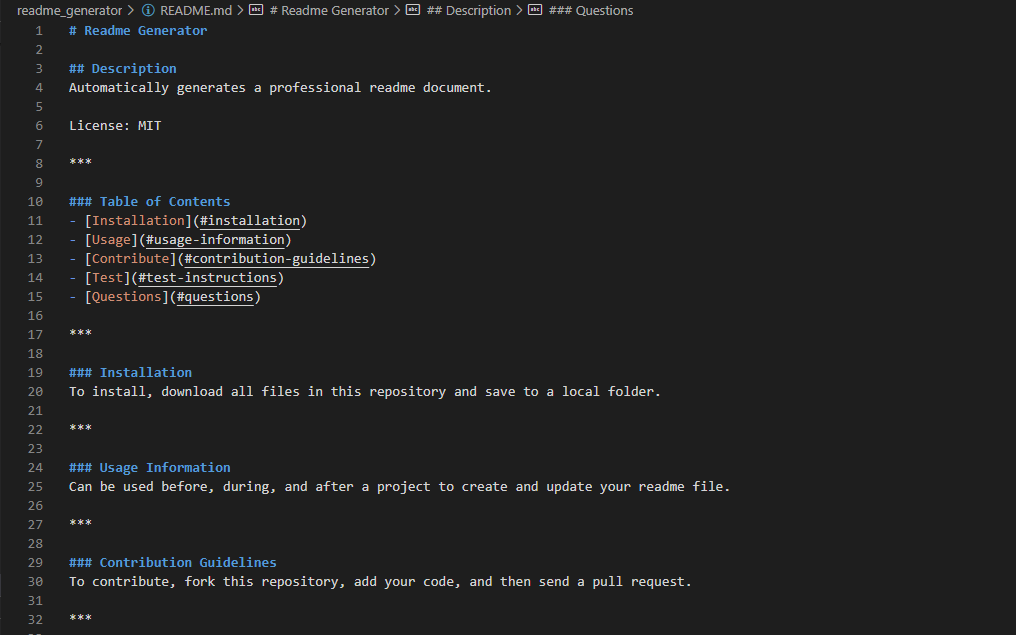 readme_generator > README.md > # Readme Generator > ## Description > ### Questions
1 # Readme Generator
2
3 ## Description
4 Automatically generates a professional readme document.
5
6 License: MIT
7
8 ***
9
10 ### Table of Contents
11 - [Installation](#installation)
12 - [Usage](#usage-information)
13 - [Contribute](#contribution-guidelines)
14 - [Test](#test-instructions)
15 - [Questions](#questions)
16
17 ***
18
19 ### Installation
20 To install, download all files in this repository and save to a local folder.
21
22 ***
23
24 ### Usage Information
25 Can be used before, during, and after a project to create and update your readme file.
26
27 ***
28
29 ### Contribution Guidelines
30 To contribute, fork this repository, add your code, and then send a pull request.
31
32 ***